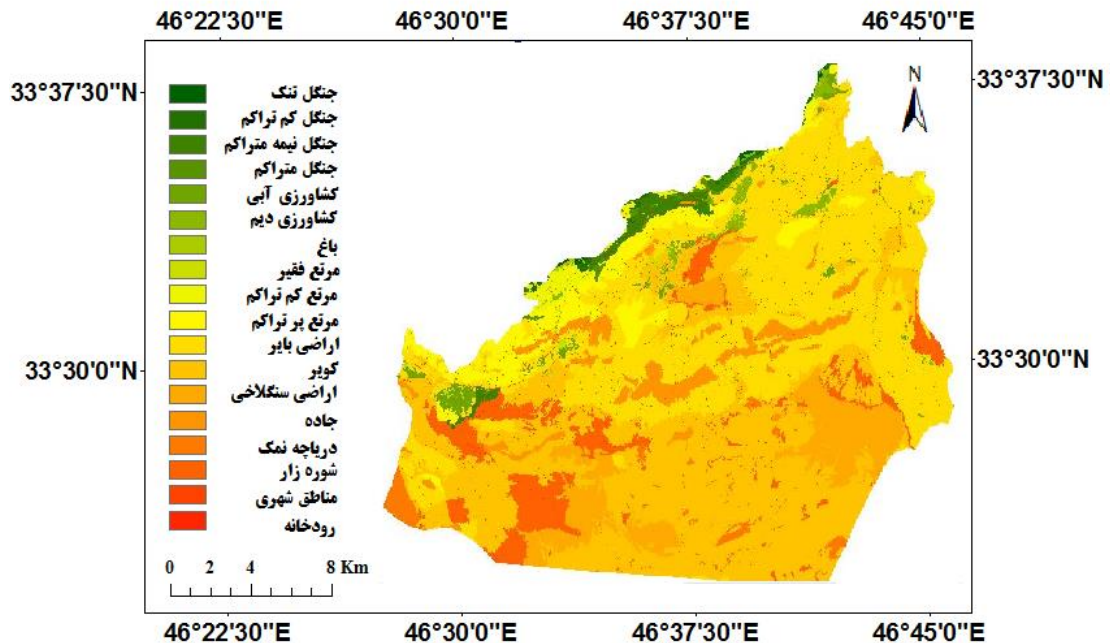 46°22'30"E 46°30'0"E 46°37'30"E 46°45'0"E
33°37'30"N 33°37'30"N
N
جنگل تنک
جنگل کم تراکم
جنگل نیمه متراکم
جنگل متراکم
کشاورزی آبی
کشاورزی دیم
باغ
مرتع فقیر
مرتع کم تراکم
مرتع پر تراکم
اراضی بایر
کویر
اراضی سنگلاخی
جاده
دریاچه نمک
شوره زار
مناطق شهری
رودخانه
33°30'0"N 33°30'0"N
0 2 4 8 Km
46°22'30"E 46°30'0"E 46°37'30"E 46°45'0"E